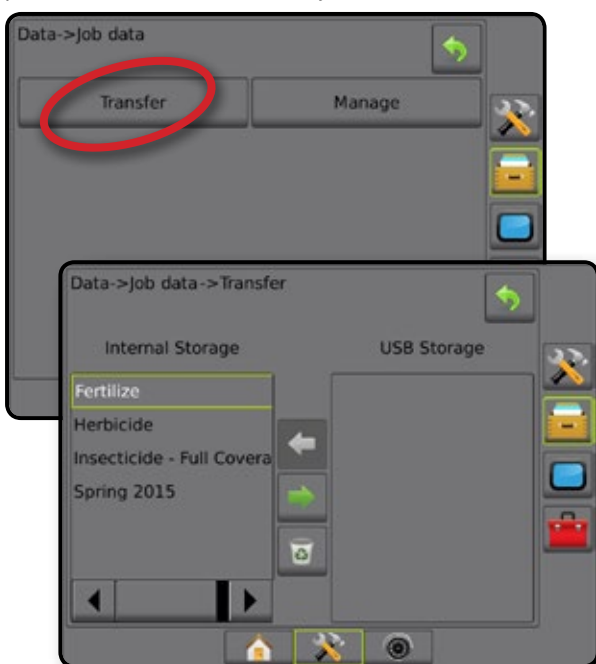 Data->Job data
Transfer
Manage
Data->Job data->Transfer
Internal Storage
USB Storage
Fertilize
Herbicide
Insecticide - Full Covera
Spring 2015